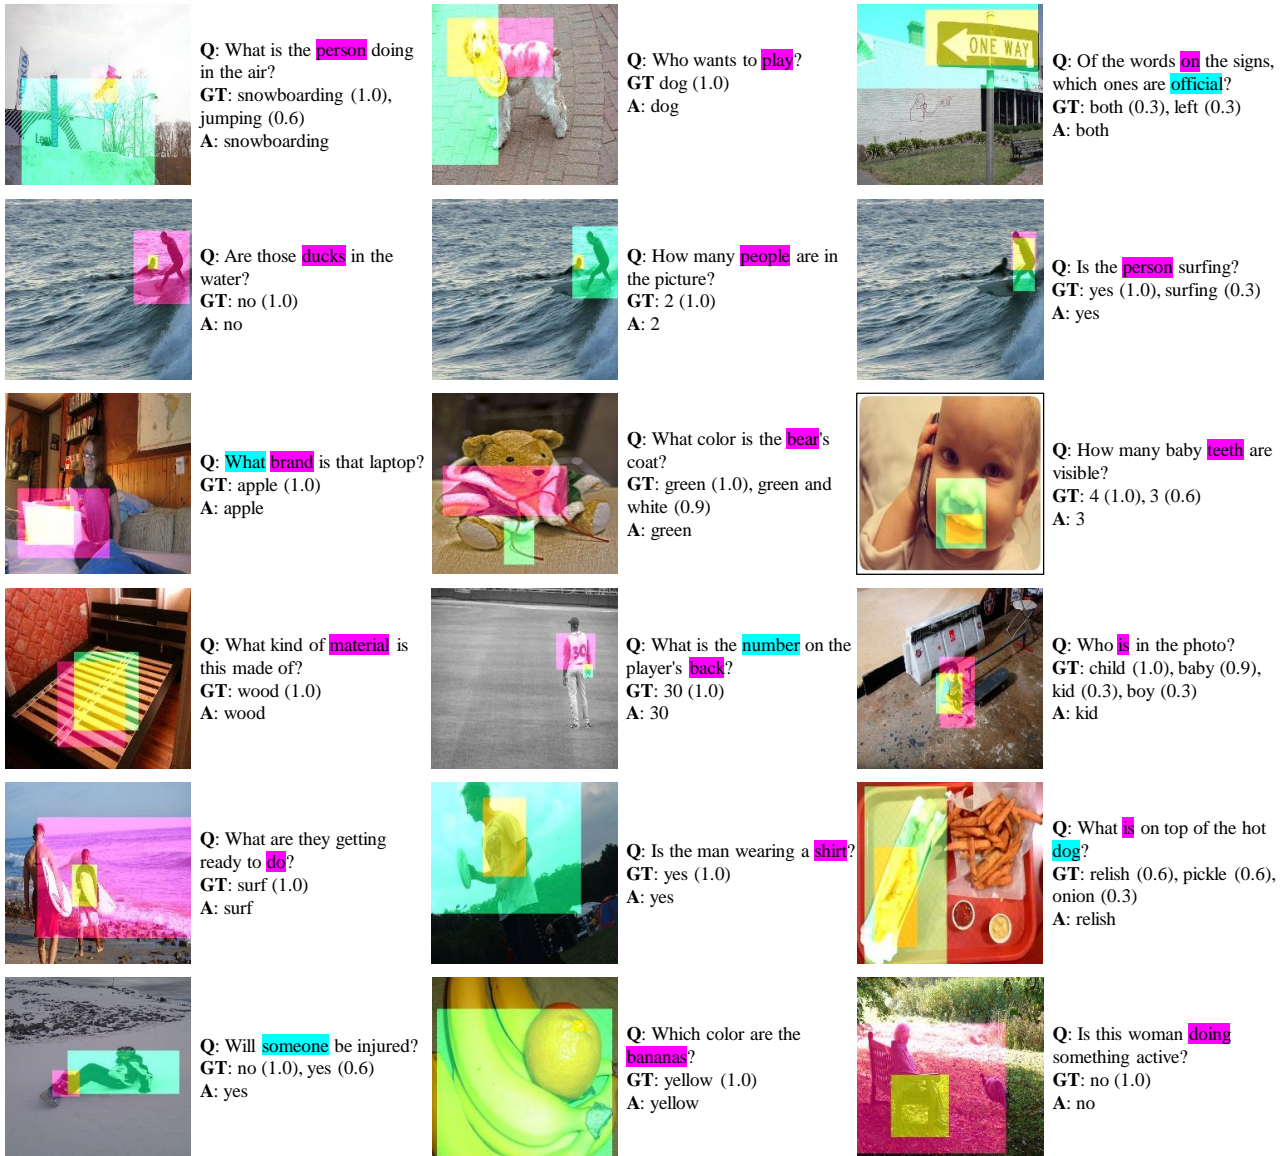 Q: What is the person doing
in the air?
GT: snowboarding (1.0),
jumping (0.6)
A: snowboarding
Q: Who wants to play?
GT dog (1.0)
A: dog
ONE WAY
Q: Of the words on the signs,
which ones are official?
GT: both (0.3), left (0.3)
A: both
Q: Are those ducks in the
water?
GT: no (1.0)
A: no
Q: How many people are in
the picture?
GT: 2 (1.0)
A: 2
Q: Is the person surfing?
GT: yes (1.0), surfing (0.3)
A: yes
Q: What brand is that laptop?
GT: apple (1.0)
A: apple
Q: What color is the bear's
coat?
GT: green (1.0), green and
white (0.9)
A: green
Q: How many baby teeth are
visible?
GT: 4 (1.0), 3 (0.6)
A: 3
Q: What kind of material is
this made of?
GT: wood (1.0)
A: wood
30
Q: What is the number on the
player's back?
GT: 30 (1.0)
A: 30
Q: Who is in the photo?
GT: child (1.0), baby (0.9),
kid (0.3), boy (0.3)
A: kid
Q: What are they getting
ready to do?
GT: surf (1.0)
A: surf
Q: Is the man wearing a shirt?
GT: yes (1.0)
A: yes
Q: What is on top of the hot
dog?
GT: relish (0.6), pickle (0.6),
onion (0.3)
A: relish
Q: Will someone be injured?
GT: no (1.0), yes (0.6)
A: yes
Q: Which color are the
bananas?
GT: yellow (1.0)
A: yellow
Q: Is this woman doing
something active?
GT: no (1.0)
A: no